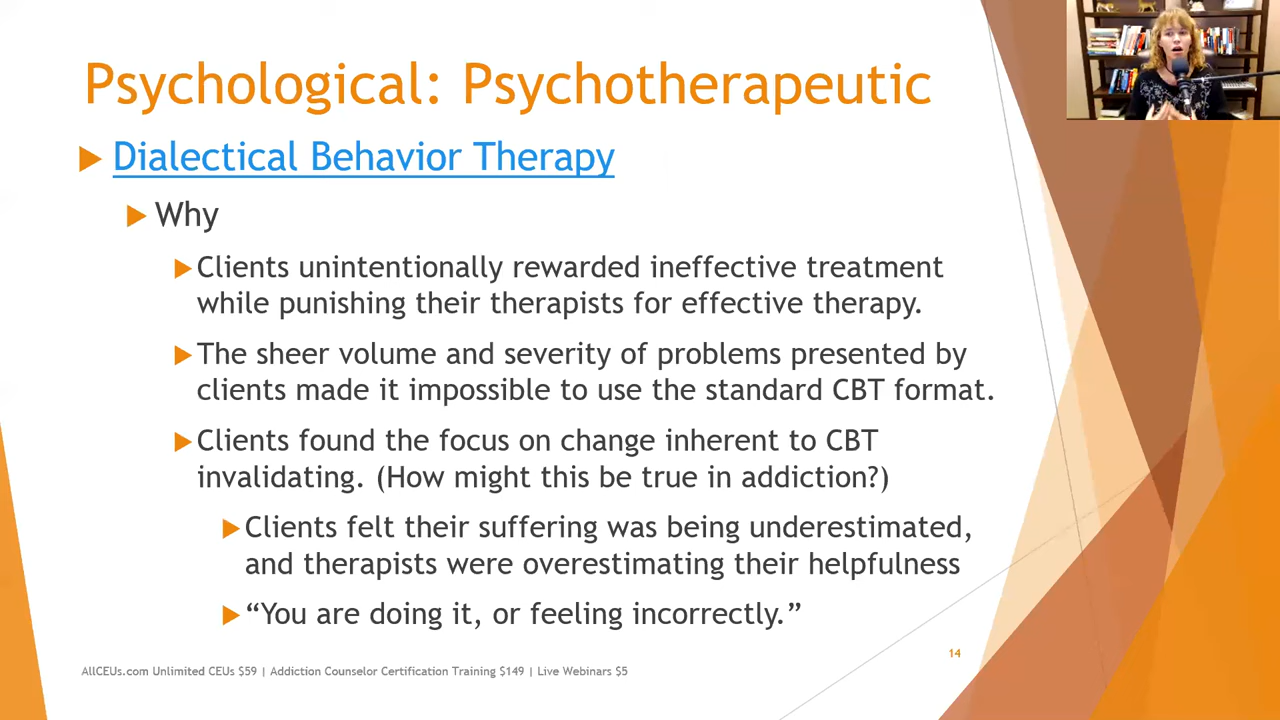 Psychological: Psychotherapeutic
Dialectical Behavior Therapy
Why
Clients unintentionally rewarded ineffective treatment
while punishing their therapists for effective therapy.
The sheer volume and severity of problems presented by
clients made it impossible to use the standard CBT format.
Clients found the focus on change inherent to CBT
invalidating. (How might this be true in addiction?)
Clients felt their suffering was being underestimated,
and therapists were overestimating their helpfulness
“You are doing it, or feeling incorrectly.”
14
AllCEUs.com Unlimited CEUs $59 | Addiction Counselor Certification Training $149 | Live Webinars $5